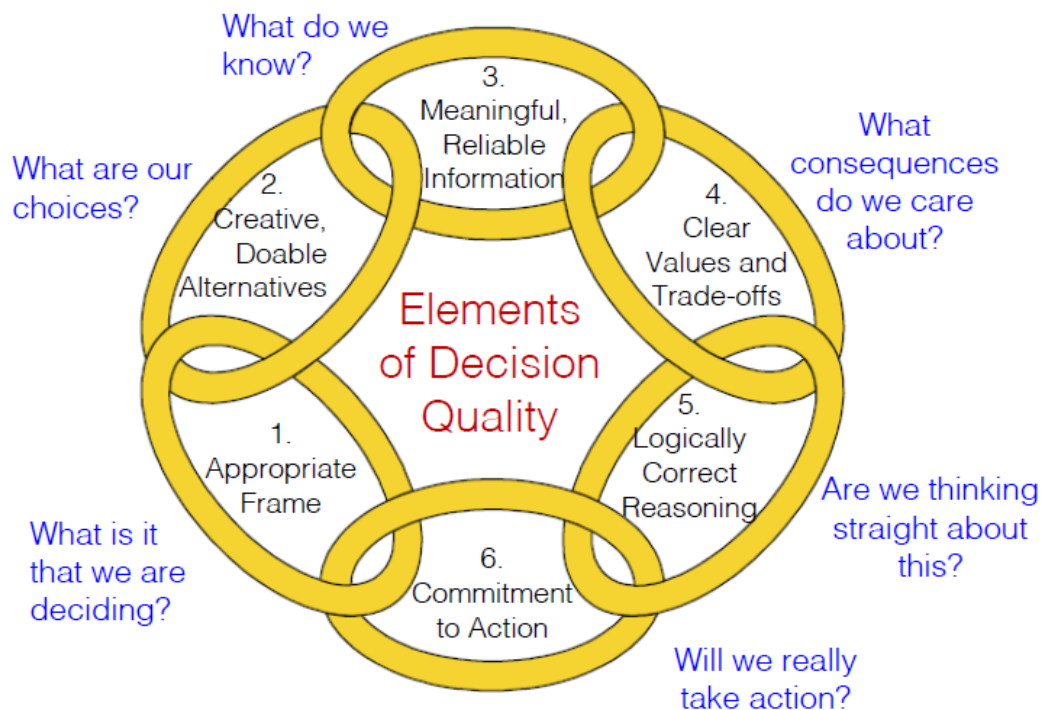 What do we
know?
3.
Meaningful,
Reliable
Information
What
consequences
do we care
about?
What are our
choices?
2.
Creative,
Doable
Alternatives
4.
Clear
Values and
Trade-offs
Elements
of Decision
Quality
1.
Appropriate
Frame
5.
Logically
Correct
Reasoning
What is it
that we are
deciding?
Are we thinking
straight about
this?
6.
Commitment
to Action
Will we really
take action?